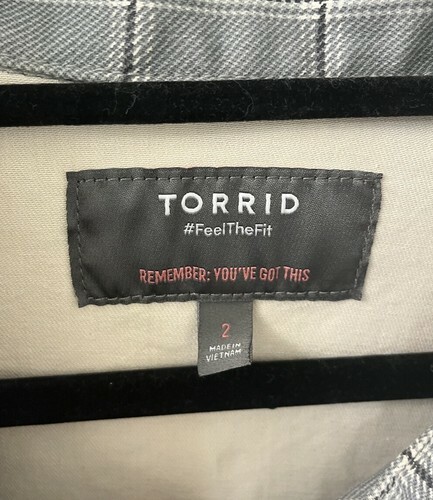 TORRID
#FeelTheFit
REMEMBER: YOU'VE GOT THIS
2
MADE IN
VIETNAM